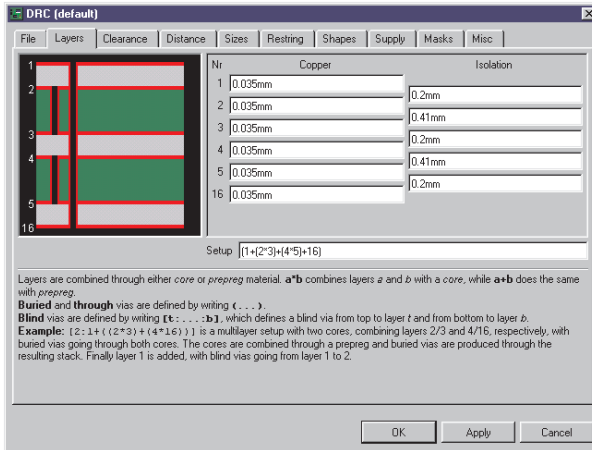 DRC (default)
File Layers Clearance Distance Sizes Restring Shapes Supply Masks Misc
Nr Copper Isolation
1 0.035mm
0.2mm
2 0.035mm
0.41mm
3 0.035mm
0.2mm
4 0.035mm
0.41mm
5 0.035mm
0.2mm
16 0.035mm
1
2
3
4
5
16
Setup (1+(2*3)+(4*5)+16)
Layers are combined through either core or prepreg material. a*b combines layers a and b with a core, while a+b does the same
with prepreg.
Buried and through vias are defined by writing (...).
Blind vias are defined by writing [t:...:b], which defines a blind via from top to layer t and from bottom to layer b.
Example: [2:1+((2*3)+(4*16))] is a multilayer setup with two cores, combining layers 2/3 and 4/16, respectively, with
buried vias going through both cores. The cores are combined through a prepreg and buried vias are produced through the
resulting stack. Finally layer 1 is added, with blind vias going from layer 1 to 2.
OK Apply Cancel